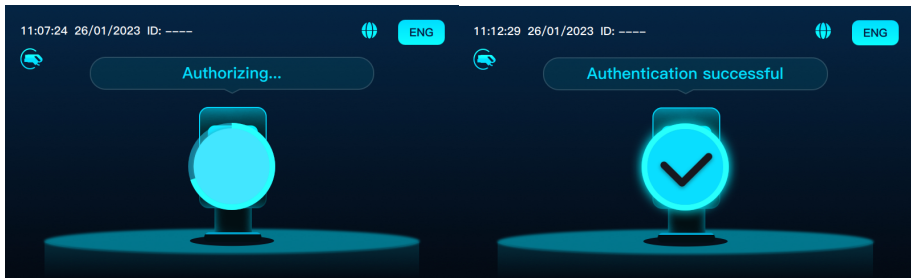 11:07:24 26/01/2023 ID: ----
ENG
Authorizing...
11:12:29 26/01/2023 ID: ----
ENG
Authentication successful